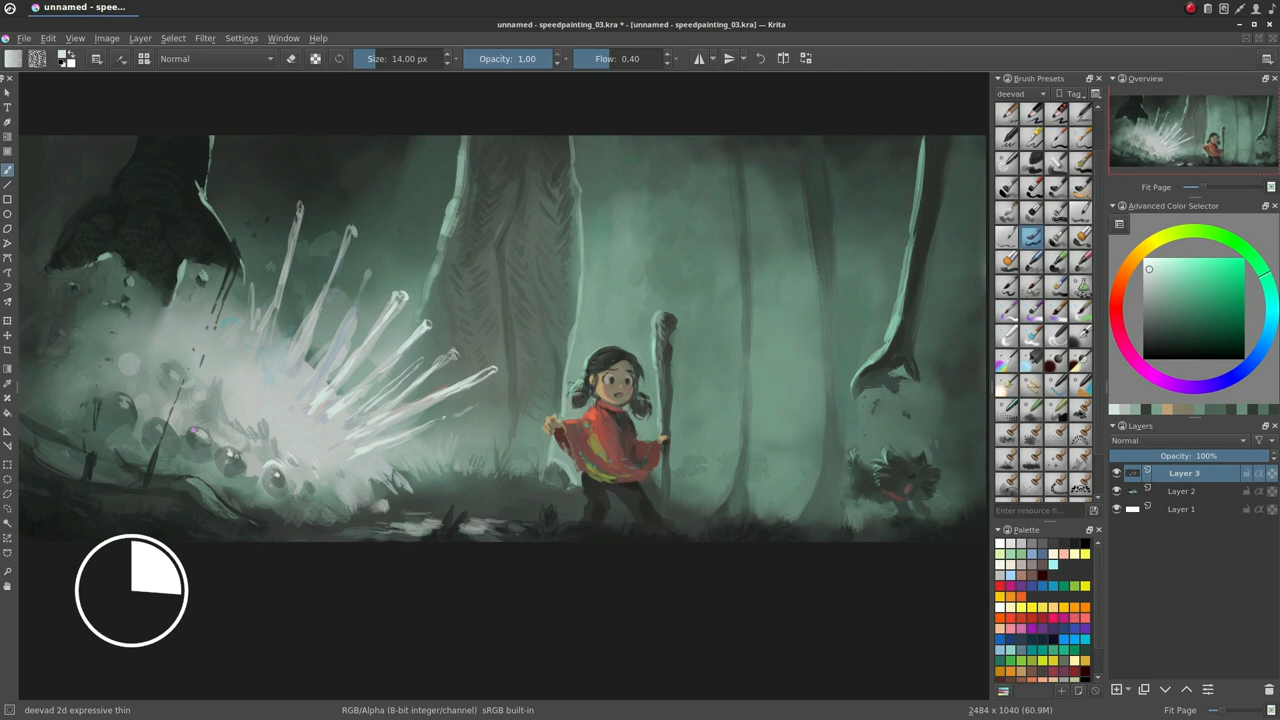 unnamed - spee...
unnamed - speedpainting_03.kra * - [unnamed - speedpainting_03.kra] — Krita
File Edit View Image Layer Select Filter Settings Window Help
Normal
Size: 14,00 px
Opacity: 1,00
Flow: 0,40
Brush Presets
deevad
Tag
Enter resource fi...
Palette
Overview
Fit Page
Advanced Color Selector
Layers
Normal
Opacity: 100%
Layer 3
Layer 2
Layer 1
deevad 2d expressive thin
RGB/Alpha (8-bit integer/channel) sRGB built-in
2484 x 1040 (60.9M)
Fit Page